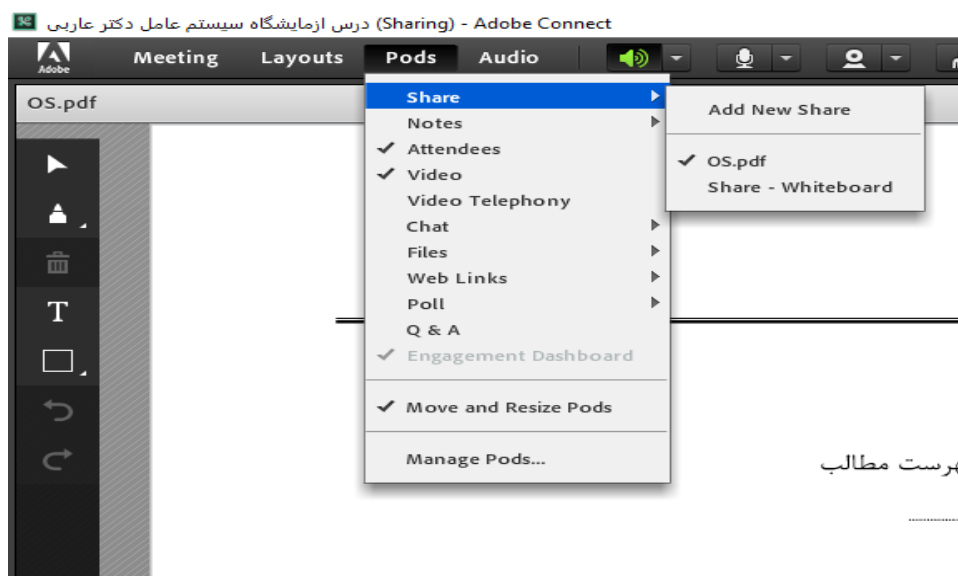 درس ازمایشگاه سیستم عامل دکتر عاربی (Sharing) - Adobe Connect
Adobe
Meeting Layouts Pods Audio
OS.pdf
Share
Notes
Attendees
Video
Video Telephony
Chat
Files
Web Links
Poll
Q & A
Engagement Dashboard
Move and Resize Pods
Manage Pods...
Add New Share
OS.pdf
Share - Whiteboard
T
هرست مطالب